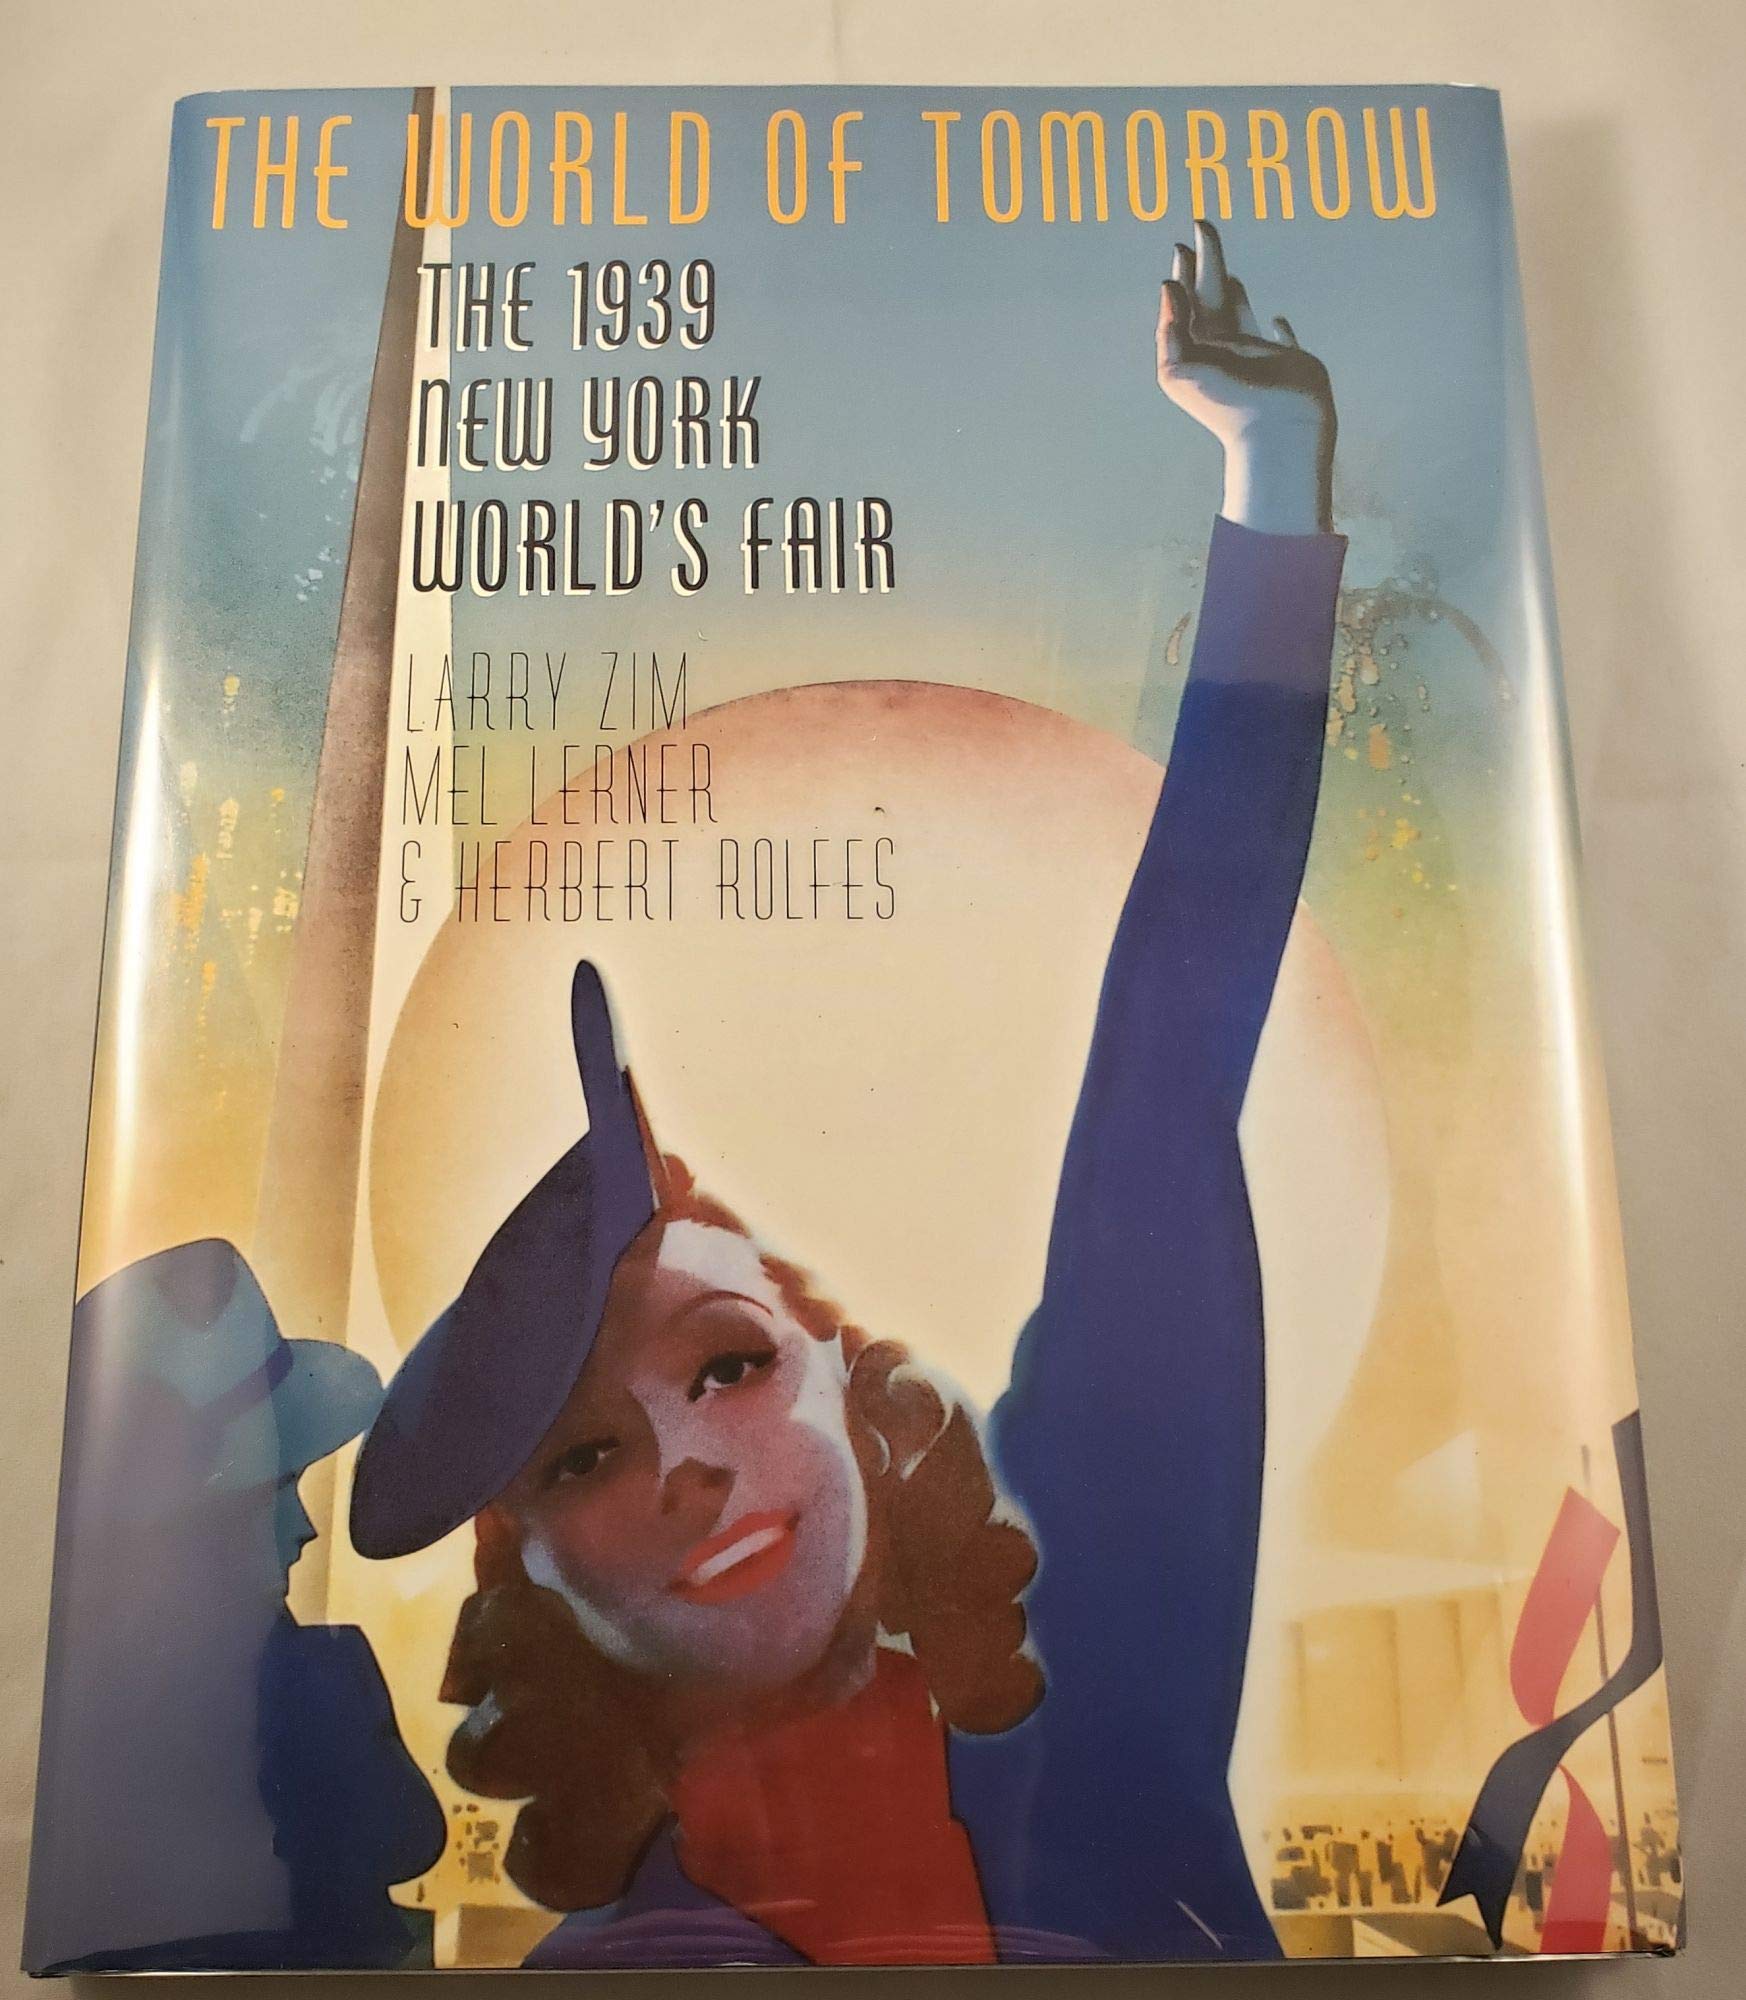 THE WORLD OF TOMORROW
THE 1939
NEW YORK
WORLD'S FAIR
LARRY ZIM
MEL LERNER
& HERBERT ROLFES